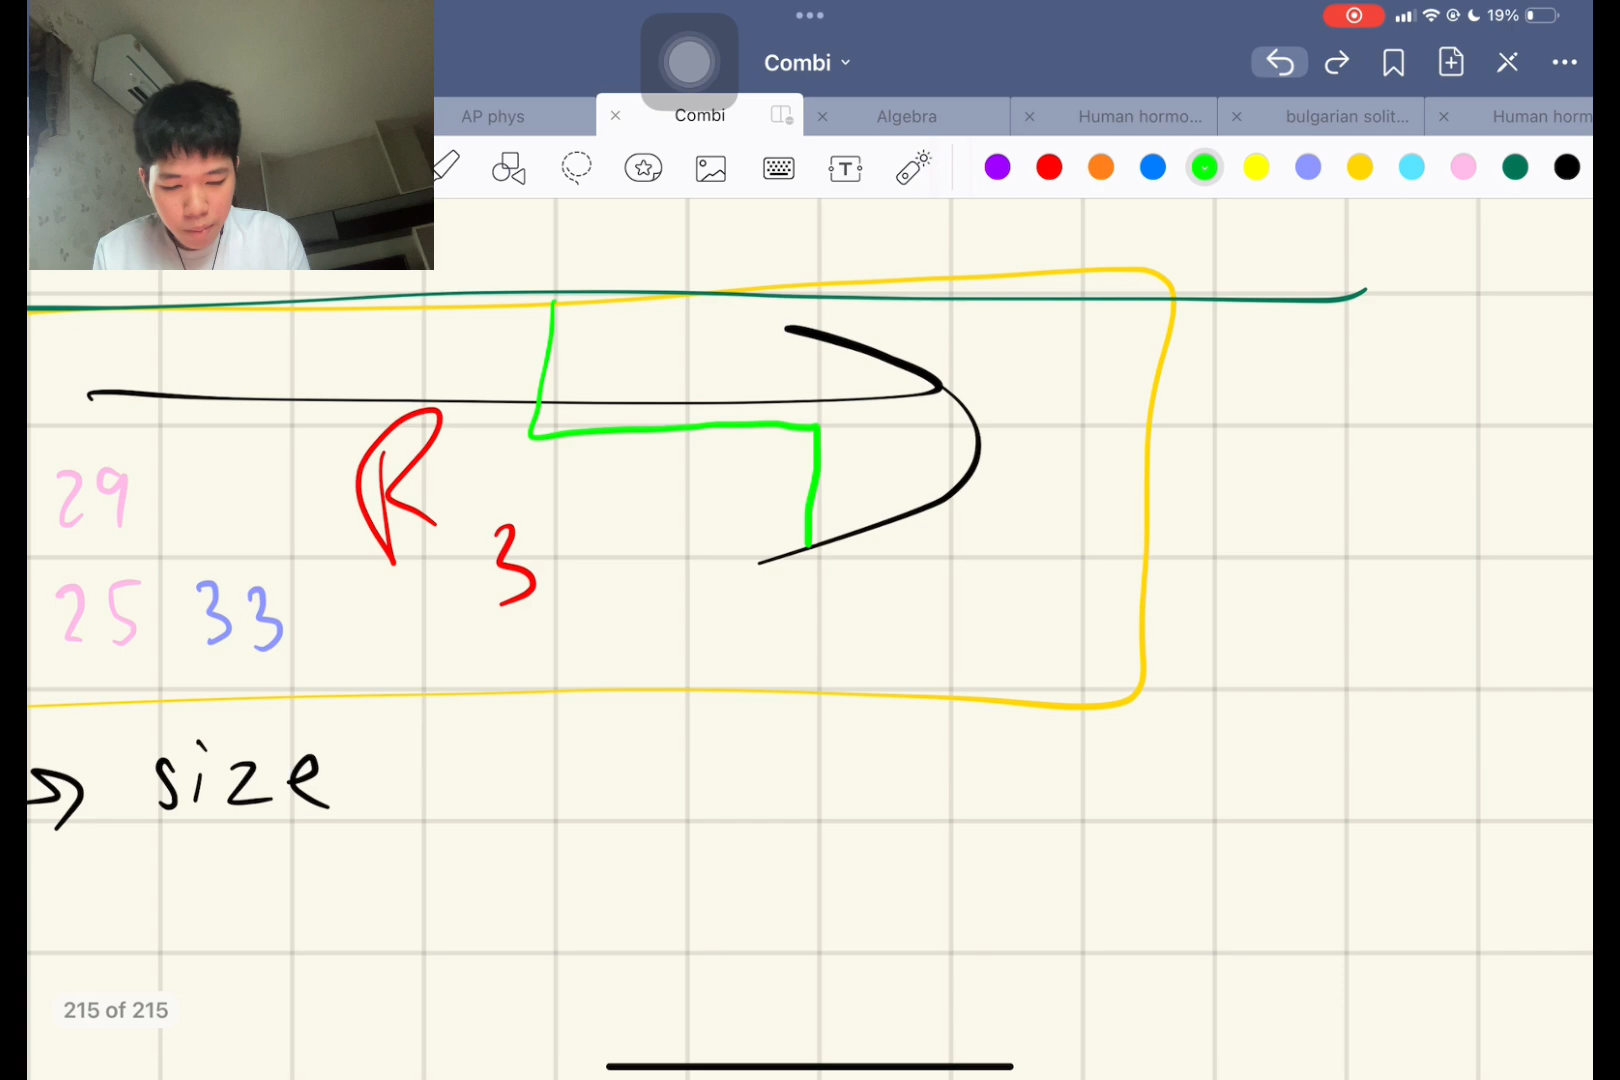 19%
Combi
AP phys
Combi
Algebra
Human hormo...
bulgarian solit...
Human horm
T
29
R 3
25 33
size
215 of 215